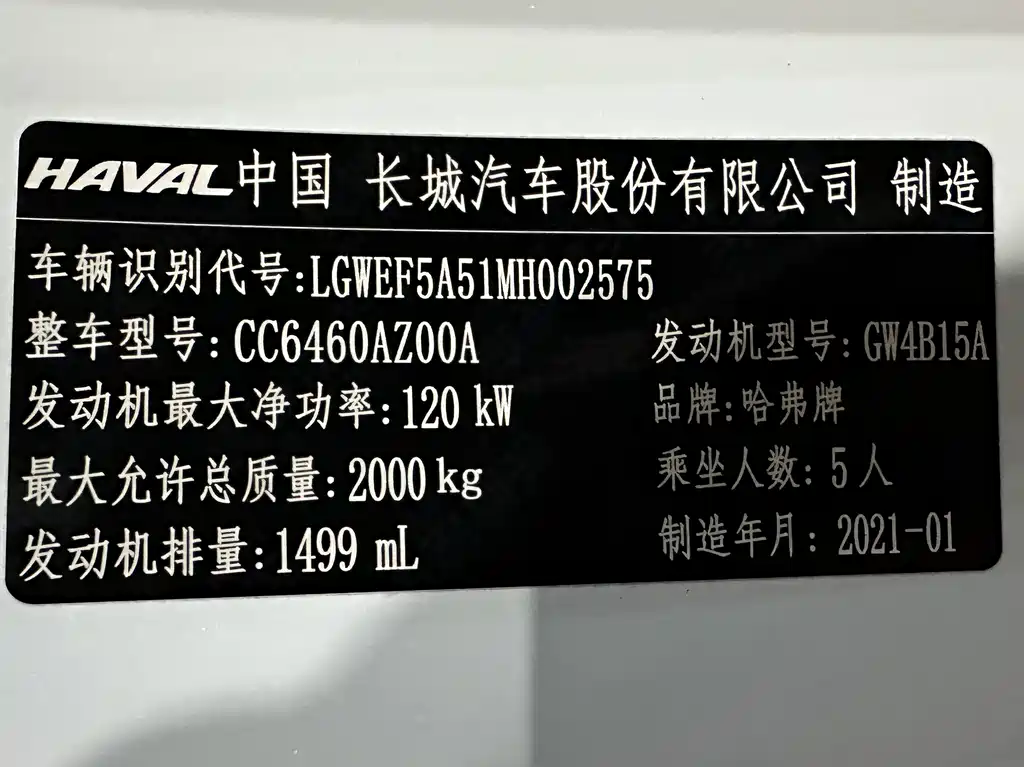 HAVAL中国 长城汽车股份有限公司 制造
车辆识别代号:LGWEF5A51MH002575
整车型号:CC6460AZ00A 发动机型号:GW4B15A
发动机最大净功率:120 kW 品牌:哈弗牌
最大允许总质量:2000kg 乘坐人数:5人
发动机排量:1499 mL 制造年月:2021-01